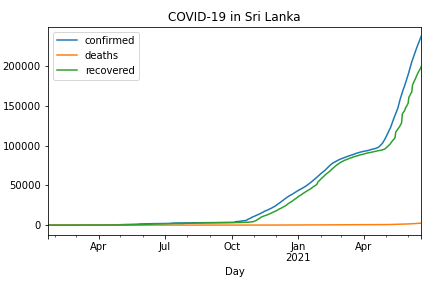 COVID-19 in Sri Lanka
confirmed
deaths
recovered
200000
150000
100000
50000
0
Apr Jul Oct Jan Apr
2021
Day